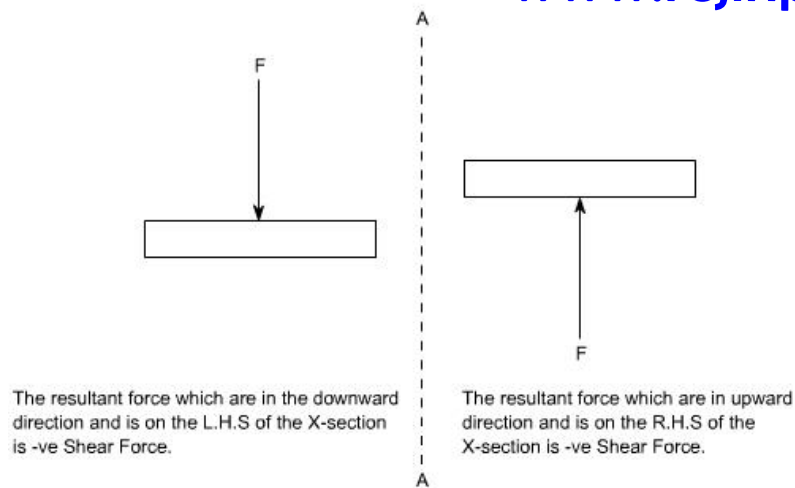 A
F
F
The resultant force which are in the downward
direction and is on the L.H.S of the X-section
is -ve Shear Force.
The resultant force which are in upward
direction and is on the R.H.S of the
X-section is -ve Shear Force.
A